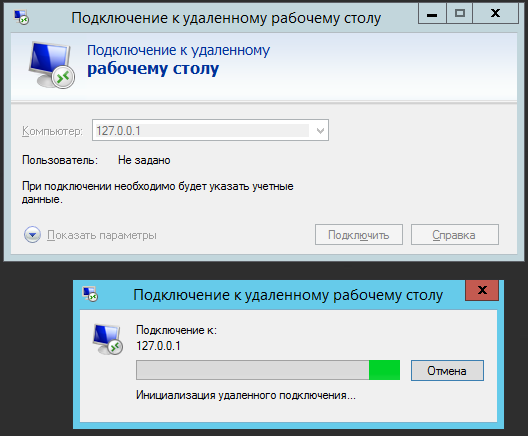 Подключение к удаленному рабочему столу
Подключение к удаленному
рабочему столу
Компьютер:
127.0.0.1
Пользователь:
Не задано
При подключении необходимо будет указать учетные
данные.
Показать параметры
Подключить
Справка
Подключение к удаленному рабочему столу
Подключение к:
127.0.0.1
Отмена
Инициализация удаленного подключения...